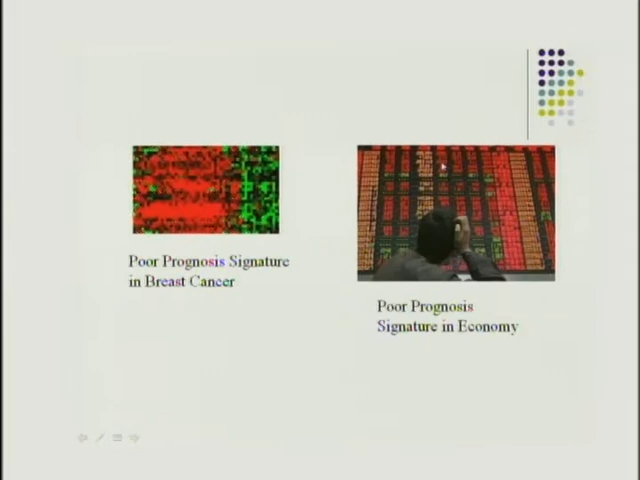 Poor Prognosis Signature
in Breast Cancer
Poor Prognosis
Signature in Economy